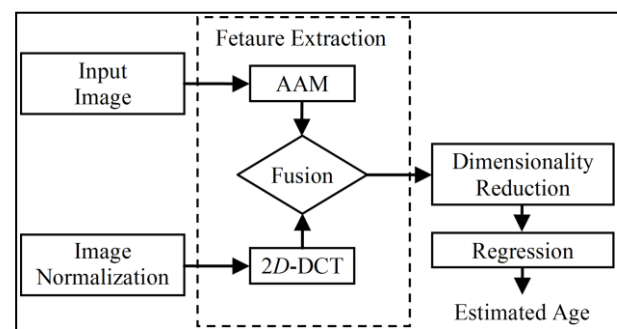 Fetaure Extraction
Input
Image
AAM
Fusion
Dimensionality
Reduction
Image
Normalization
2D-DCT
Regression
Estimated Age